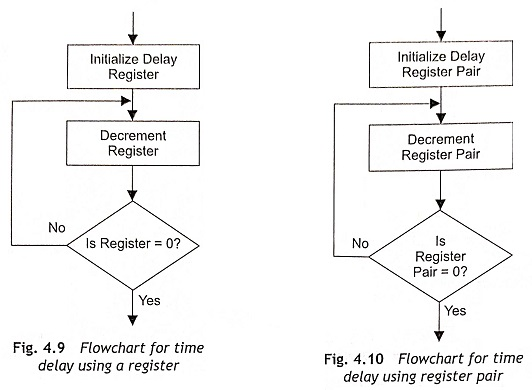 Initialize Delay
Register
Decrement
Register
No
Is Register = 0?
Yes
Fig. 4.9 Flowchart for time
delay using a register
Initialize Delay
Register Pair
Decrement
Register Pair
No
Is
Register
Pair = 0?
Yes
Fig. 4.10 Flowchart for time
delay using register pair